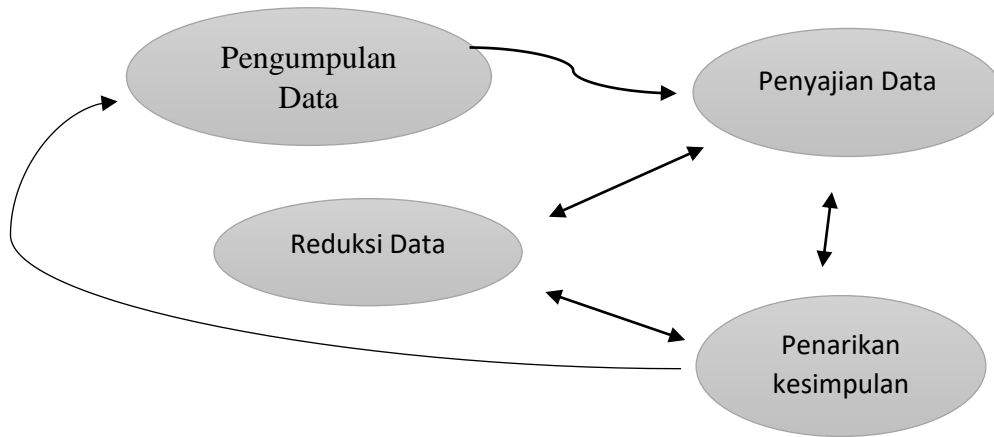 Pengumpulan
Data
Penyajian Data
Reduksi Data
Penarikan
kesimpulan